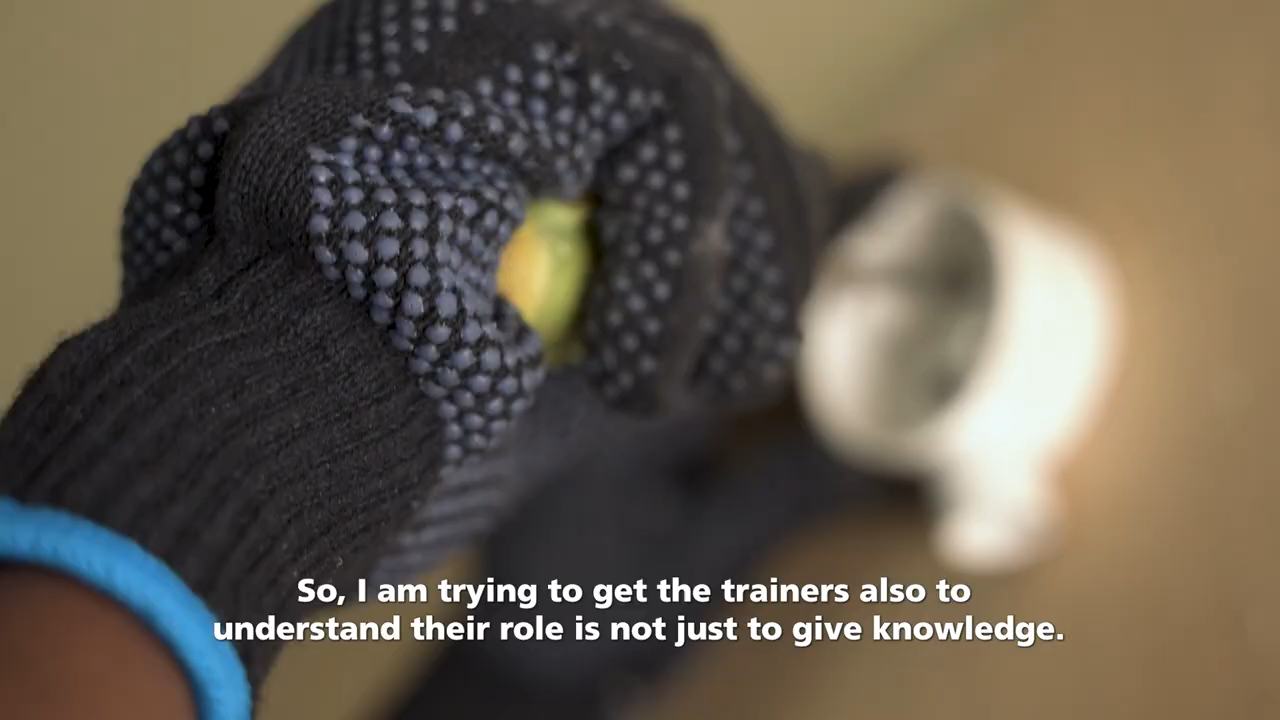 So, I am trying to get the trainers also to
understand their role is not just to give knowledge.